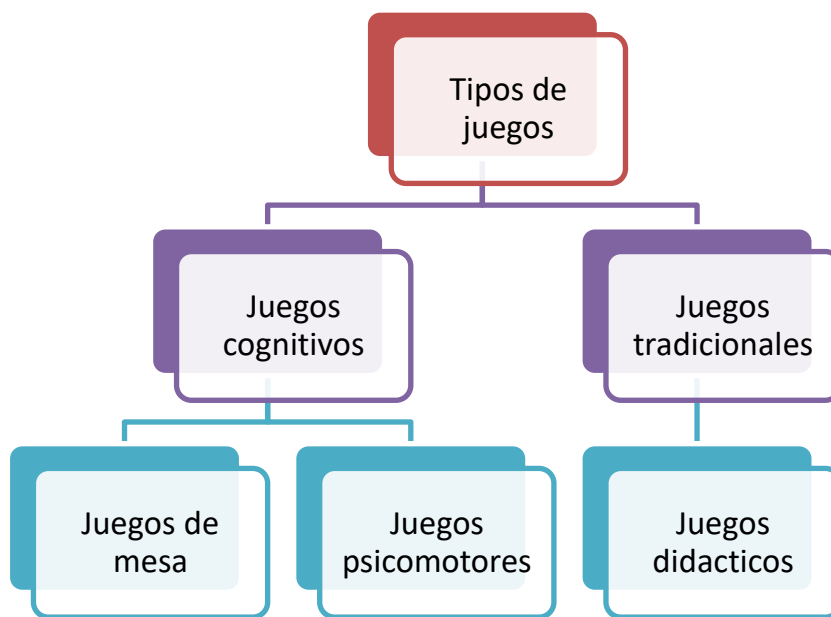 Tipos de
juegos
Juegos
cognitivos
Juegos
tradicionales
Juegos de
mesa
Juegos
psicomotores
Juegos
didacticos